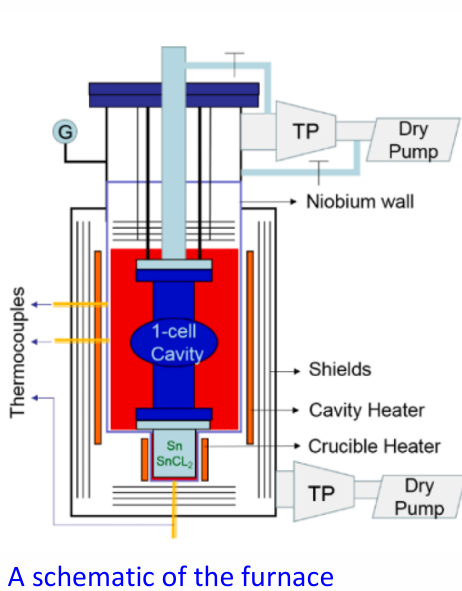 G
TP
Dry
Pump
Niobium wall
1-cell
Cavity
Thermocouples
Shields
Cavity Heater
Crucible Heater
Sn
SnCL₂
TP
Dry
Pump
A schematic of the furnace